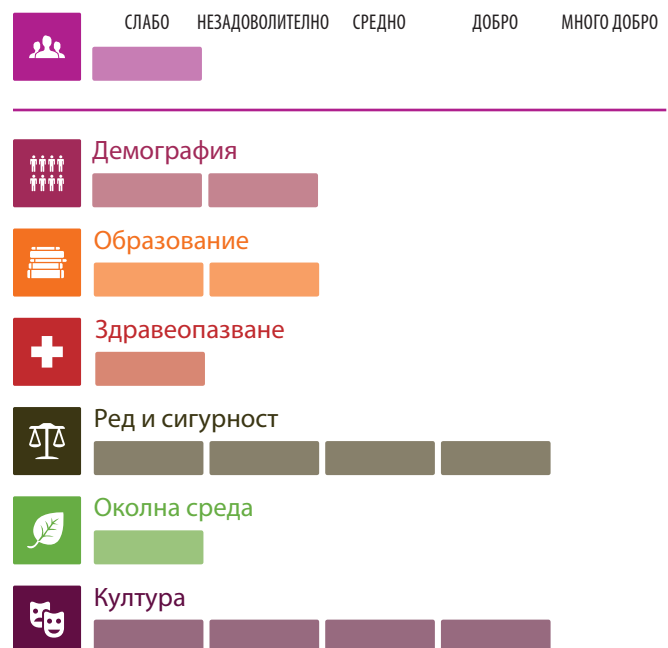 СЛАБО НЕЗАДОВОЛИТЕЛНО СРЕДНО ДОБРО МНОГО ДОБРО
Демография
Образование
Здравеопазване
Ред и сигурност
Околна среда
Култура